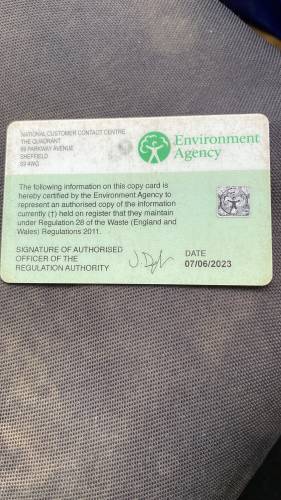 NATIONAL CUSTOMER CONTACT CENTRE
THE QUADRANT
99 PARKWAY AVENUE
SHEFFIELD
S9 4WG
Environment
Agency
The following information on this copy card is
hereby certified by the Environment Agency to
represent an authorised copy of the information
currently (†) held on register that they maintain
under Regulation 28 of the Waste (England and
Wales) Regulations 2011.
SIGNATURE OF AUTHORISED
OFFICER OF THE
REGULATION AUTHORITY
DATE
07/06/2023